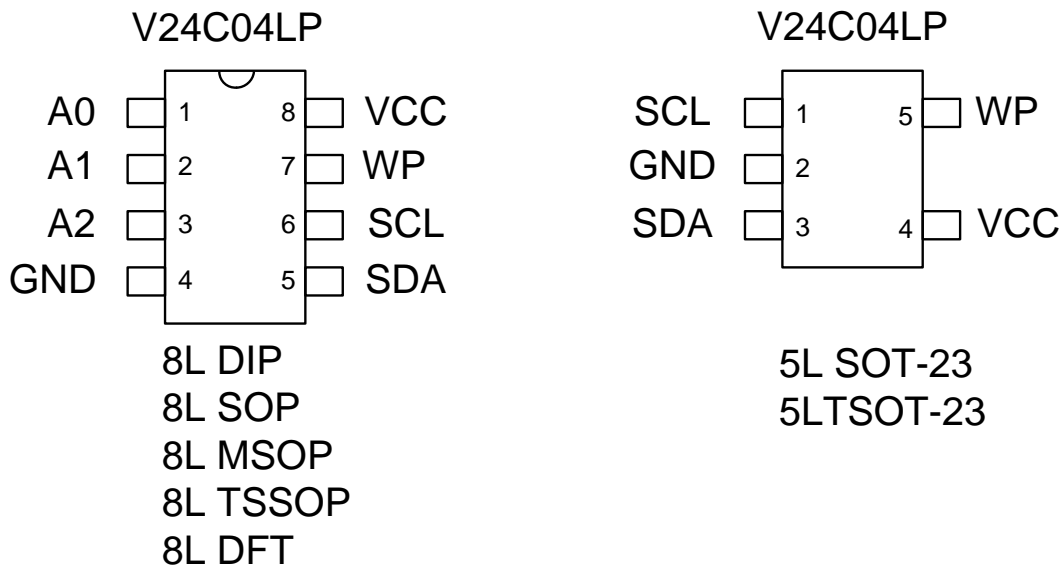 V24C04LP
A0 1 8 VCC
A1 2 7 WP
A2 3 6 SCL
GND 4 5 SDA
8L DIP
8L SOP
8L MSOP
8L TSSOP
8L DFT
V24C04LP
SCL 1 5 WP
GND 2
SDA 3 4 VCC
5L SOT-23
5LTSOT-23